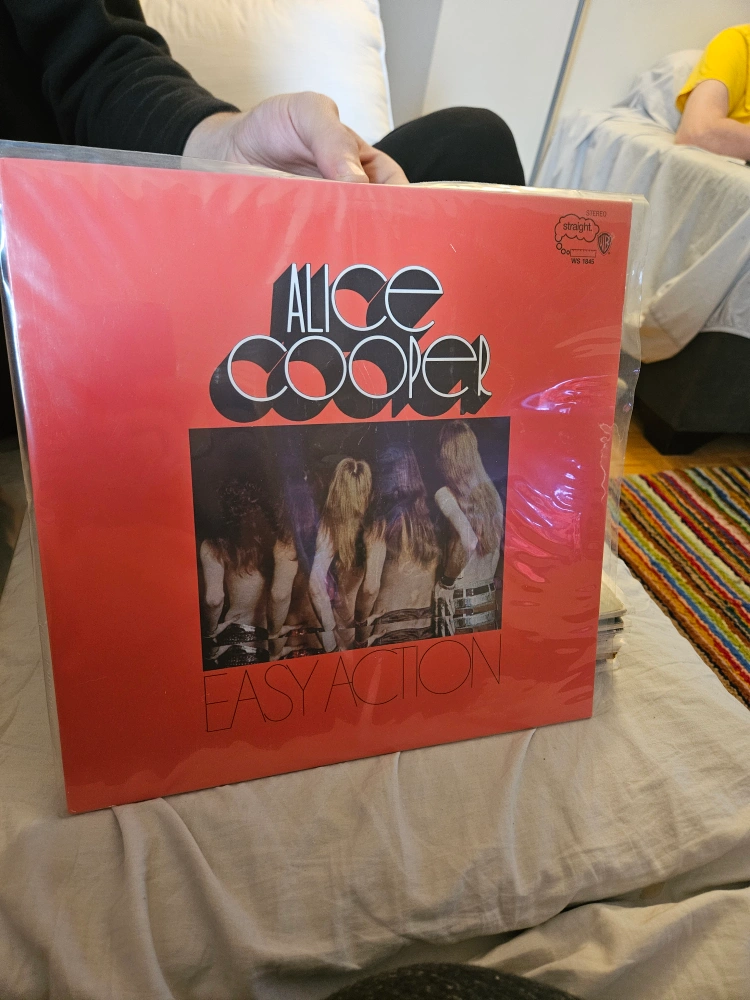 STEREO
straight.
WS 1845
ALICE
COOPER
EASY ACTION